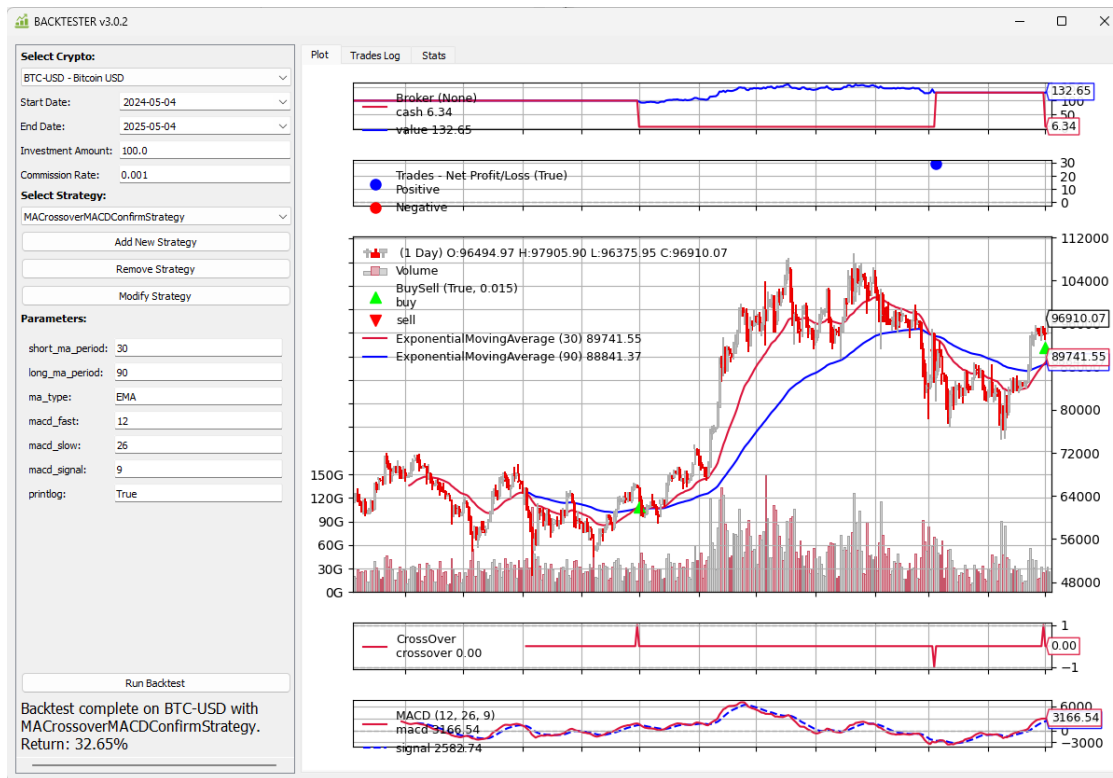 BACKTESTER v3.0.2
Select Crypto:
BTC-USD - Bitcoin USD
Start Date: 2024-05-04
End Date: 2025-05-04
Investment Amount: 100.0
Commission Rate: 0.001
Select Strategy:
MACrossoverMACDConfirmStrategy
Add New Strategy
Remove Strategy
Modify Strategy
Parameters:
short_ma_period: 30
long_ma_period: 90
ma_type: EMA
macd_fast: 12
macd_slow: 26
macd_signal: 9
printlog: True
Run Backtest
Backtest complete on BTC-USD with
MACrossoverMACDConfirmStrategy.
Return: 32.65%
Plot Trades Log Stats
Broker (None)
cash 6.34
value 132.65
132.65
100
50
6.34
Trades - Net Profit/Loss (True)
Positive
Negative
30
20
10
0
(1 Day) O:96494.97 H:97905.90 L:96375.95 C:96910.07
Volume
BuySell (True, 0.015)
buy
sell
ExponentialMovingAverage (30) 89741.55
ExponentialMovingAverage (90) 88841.37
112000
104000
96910.07
89741.55
80000
72000
64000
56000
48000
150G
120G
90G
60G
30G
0G
CrossOver
crossover 0.00
1
0.00
−1
MACD (12, 26, 9)
macd 3166.54
signal 2582.74
6000
3166.54
0
−3000